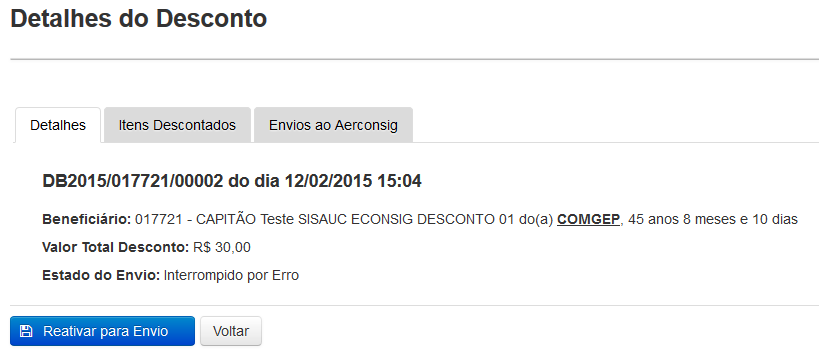 Detalhes do Desconto
Detalhes
Itens Descontados
Envios ao Aerconsig
DB2015/017721/00002 do dia 12/02/2015 15:04
Beneficiário: 017721 - CAPITÃO Teste SISAUC ECONSIG DESCONTO 01 do(a) COMGEP, 45 anos 8 meses e 10 dias
Valor Total Desconto: R$ 30,00
Estado do Envio: Interrompido por Erro
Reativar para Envio
Voltar